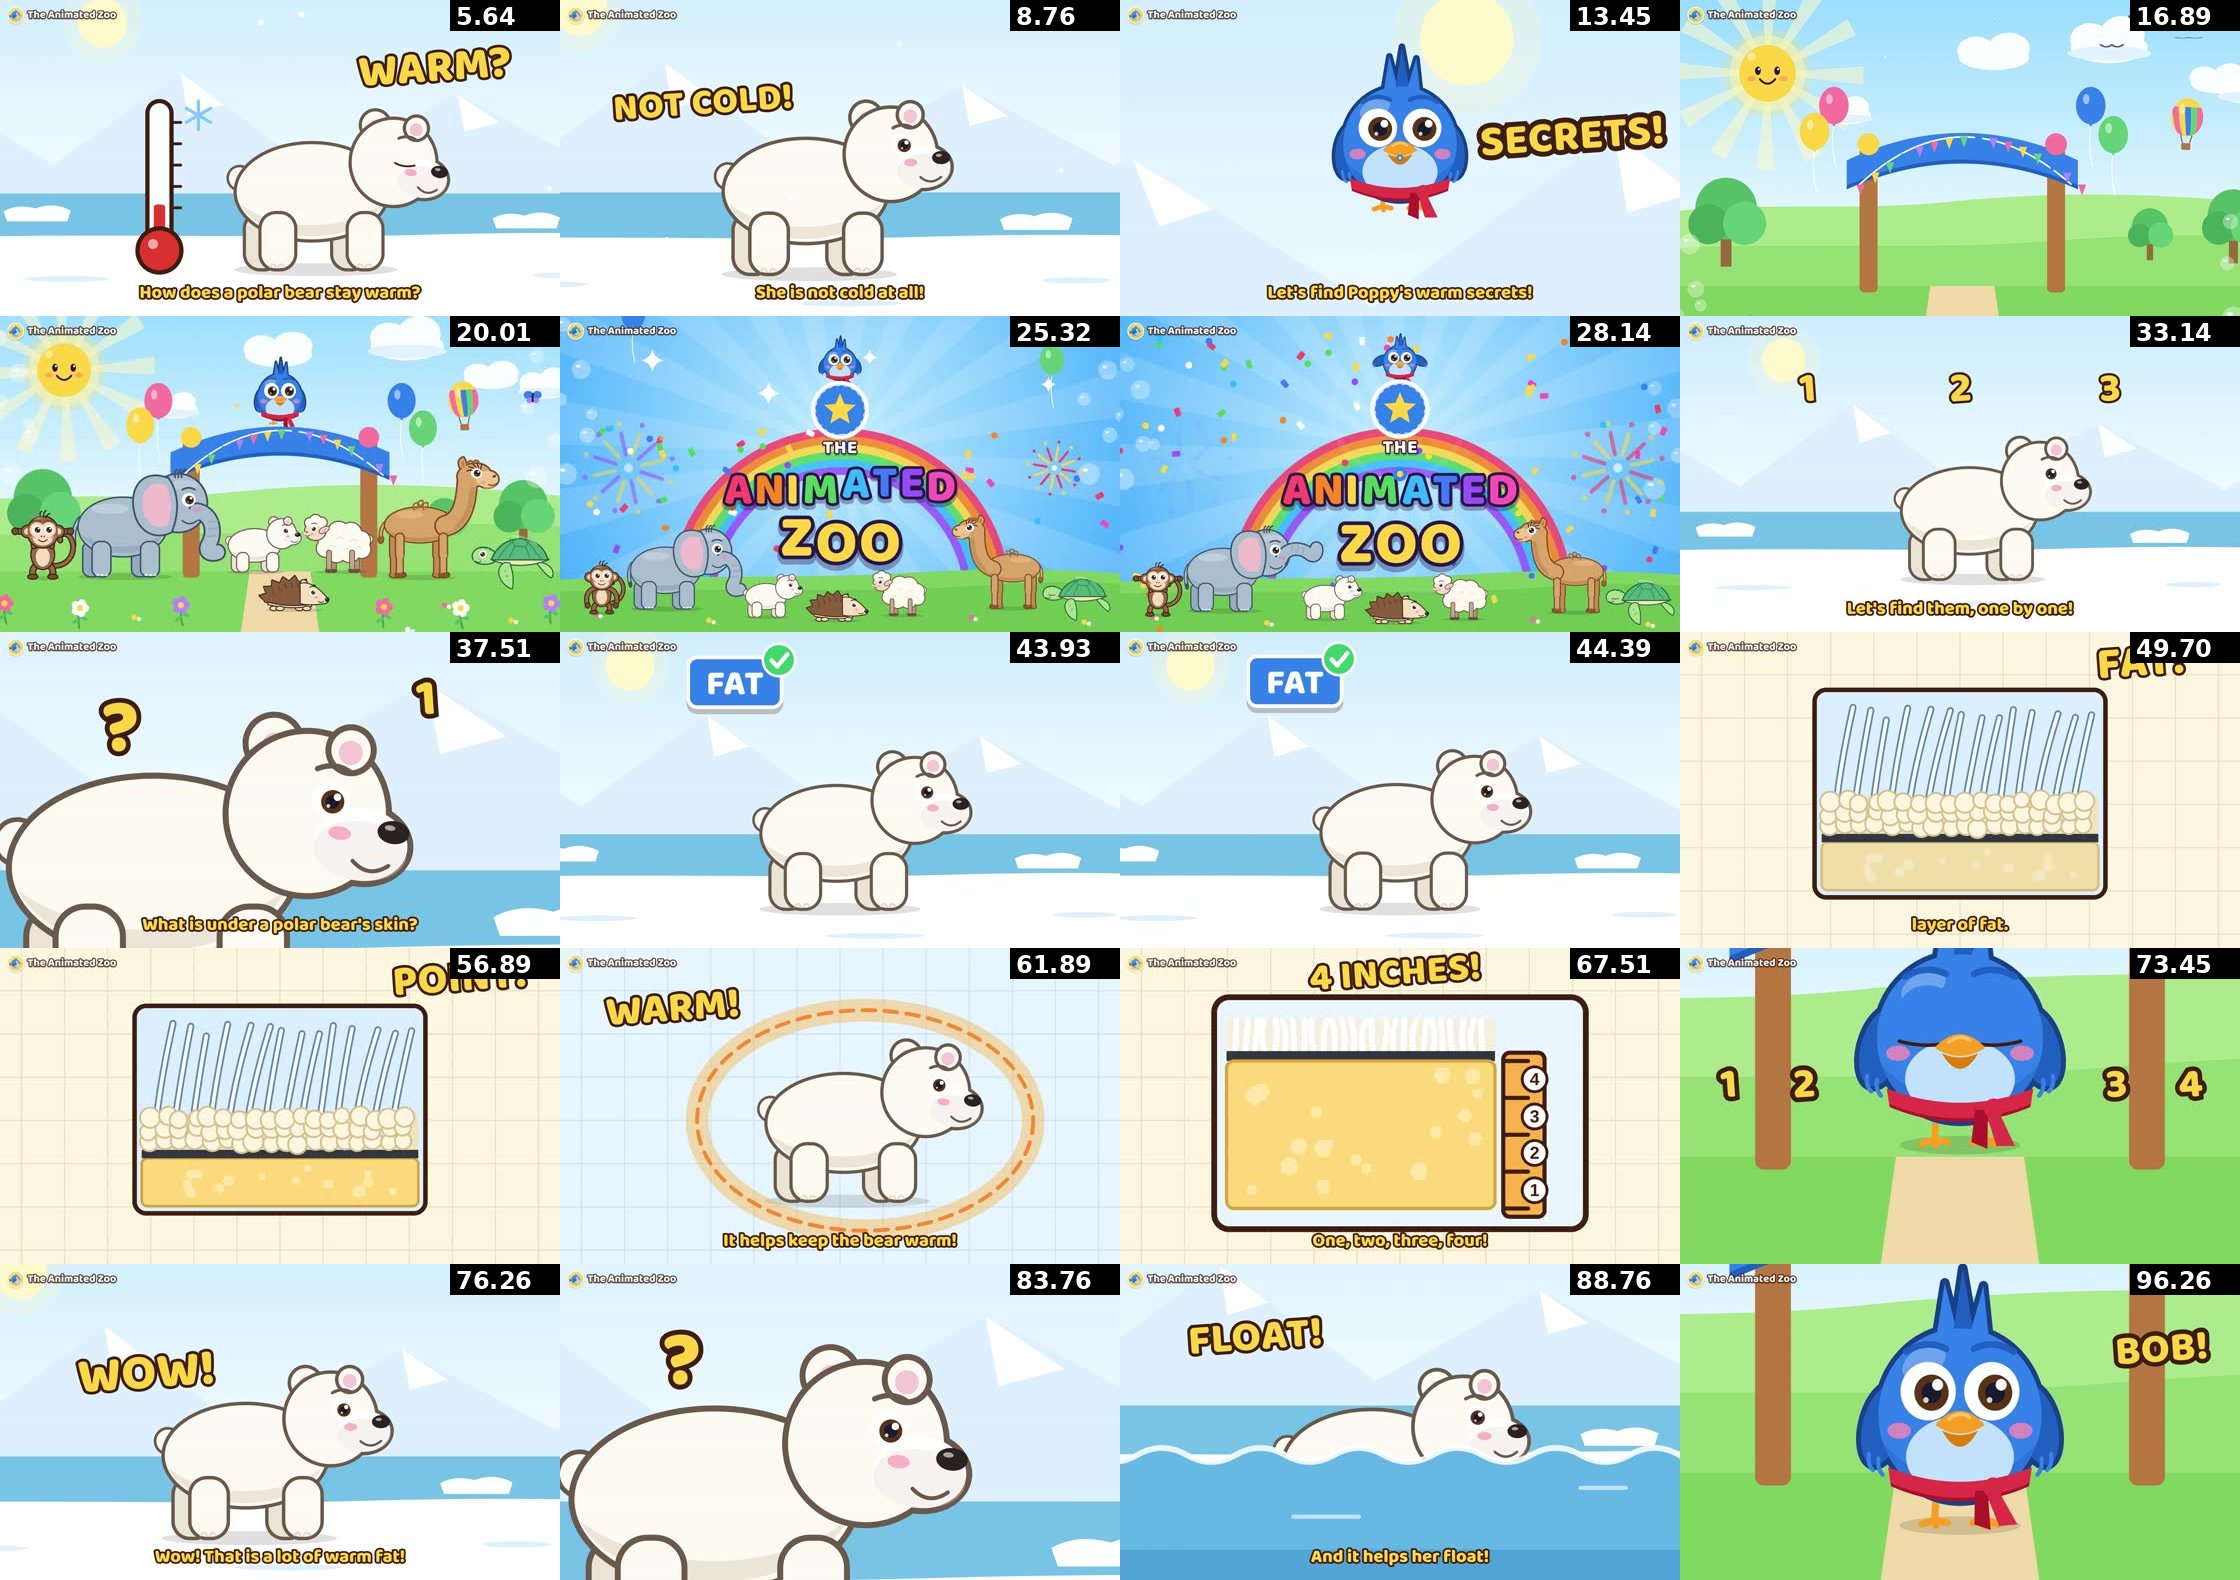 The Animated Zoo
5.64
WARM?
How does a polar bear stay warm?
The Animated Zoo
8.76
NOT COLD!
She is not cold at all!
The Animated Zoo
13.45
SECRETS!
Let's find Poppy's warm secrets!
The Animated Zoo
16.89
The Animated Zoo
20.01
The Animated Zoo
25.32
THE
ANIMATED
ZOO
The Animated Zoo
28.14
THE
ANIMATED
ZOO
The Animated Zoo
33.14
1 2 3
Let's find them, one by one!
The Animated Zoo
37.51
?
1
What is under a polar bear's skin?
The Animated Zoo
43.93
FAT
The Animated Zoo
44.39
FAT
The Animated Zoo
49.70
layer of fat.
The Animated Zoo
56.89
The Animated Zoo
61.89
WARM!
It helps keep the bear warm!
The Animated Zoo
67.51
4 INCHES!
4
3
2
1
One, two, three, four!
The Animated Zoo
73.45
1 2 3 4
The Animated Zoo
76.26
WOW!
Wow! That is a lot of warm fat!
The Animated Zoo
83.76
?
The Animated Zoo
88.76
FLOAT!
And it helps her float!
The Animated Zoo
96.26
BOB!